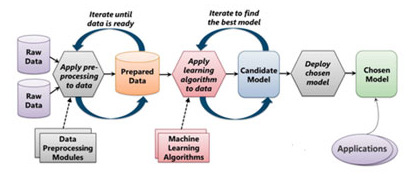 Iterate until
data is ready
Iterate to find
the best model
Raw
Data
Raw
Data
Apply pre-
processing
to data
Prepared
Data
Apply
learning
algorithm
to data
Candidate
Model
Deploy
chosen
model
Chosen
Model
Data
Preprocessing
Modules
Machine
Learning
Algorithms
Applications